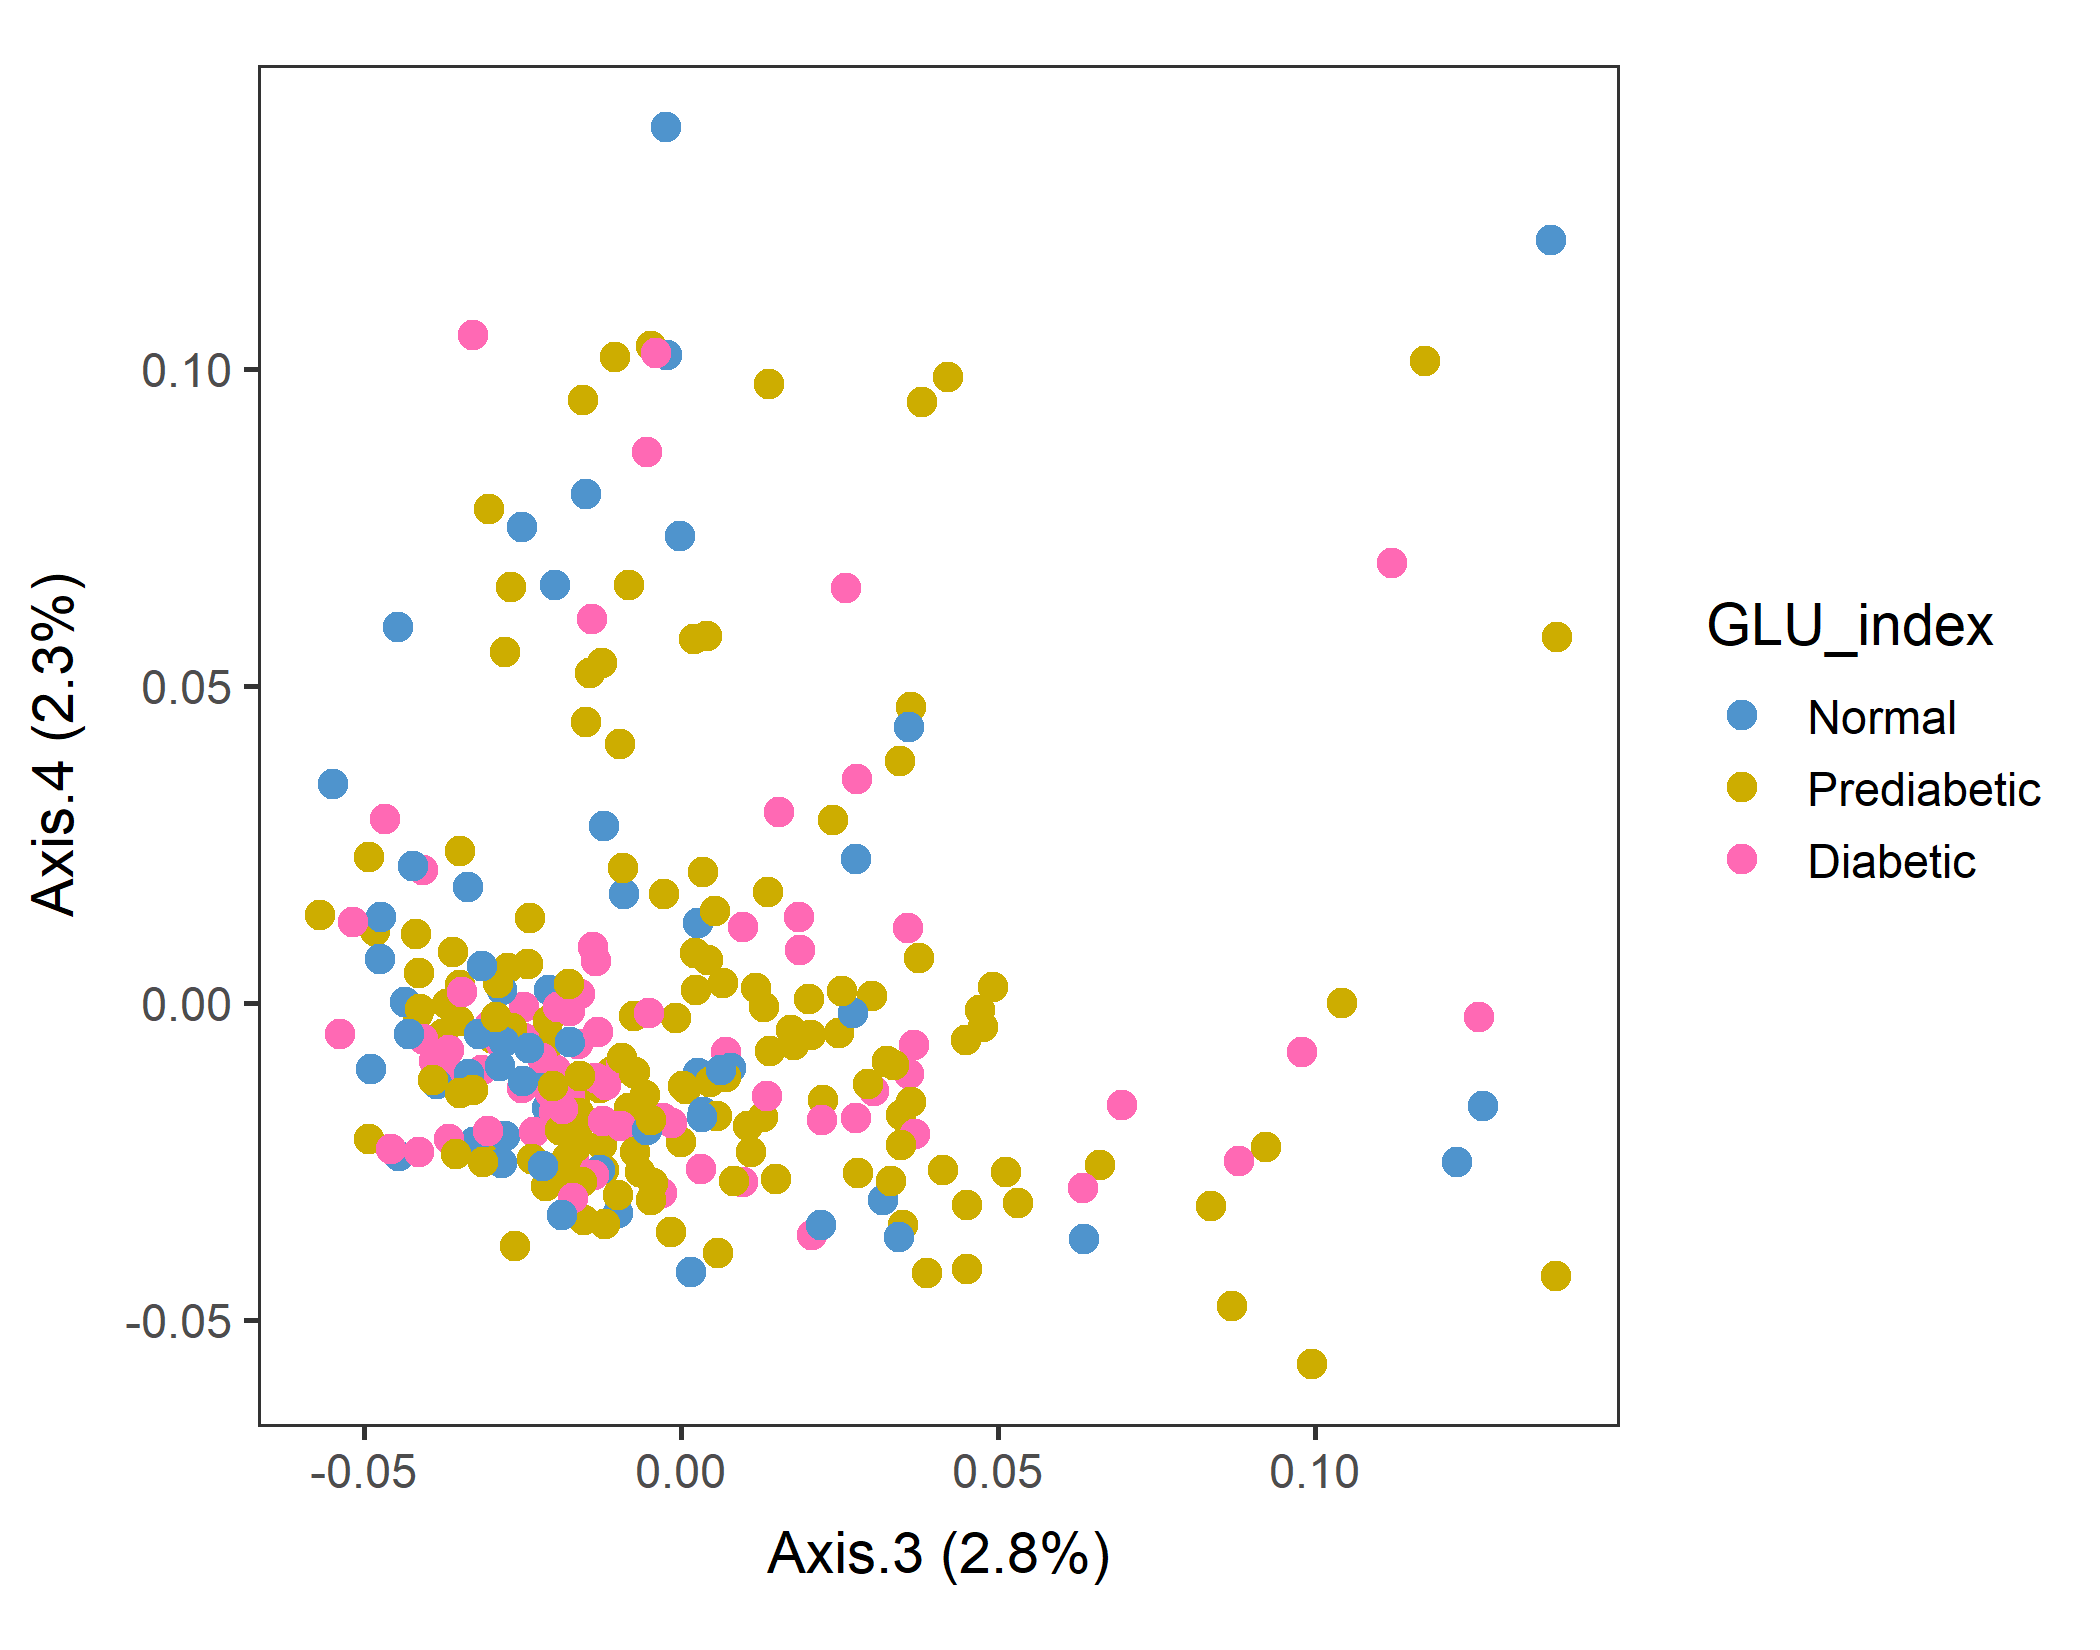 0.10
0.05
0.00
-0.05
Axis.4 (2.3%)
-0.05 0.00 0.05 0.10
Axis.3 (2.8%)
GLU_index
Normal
Prediabetic
Diabetic